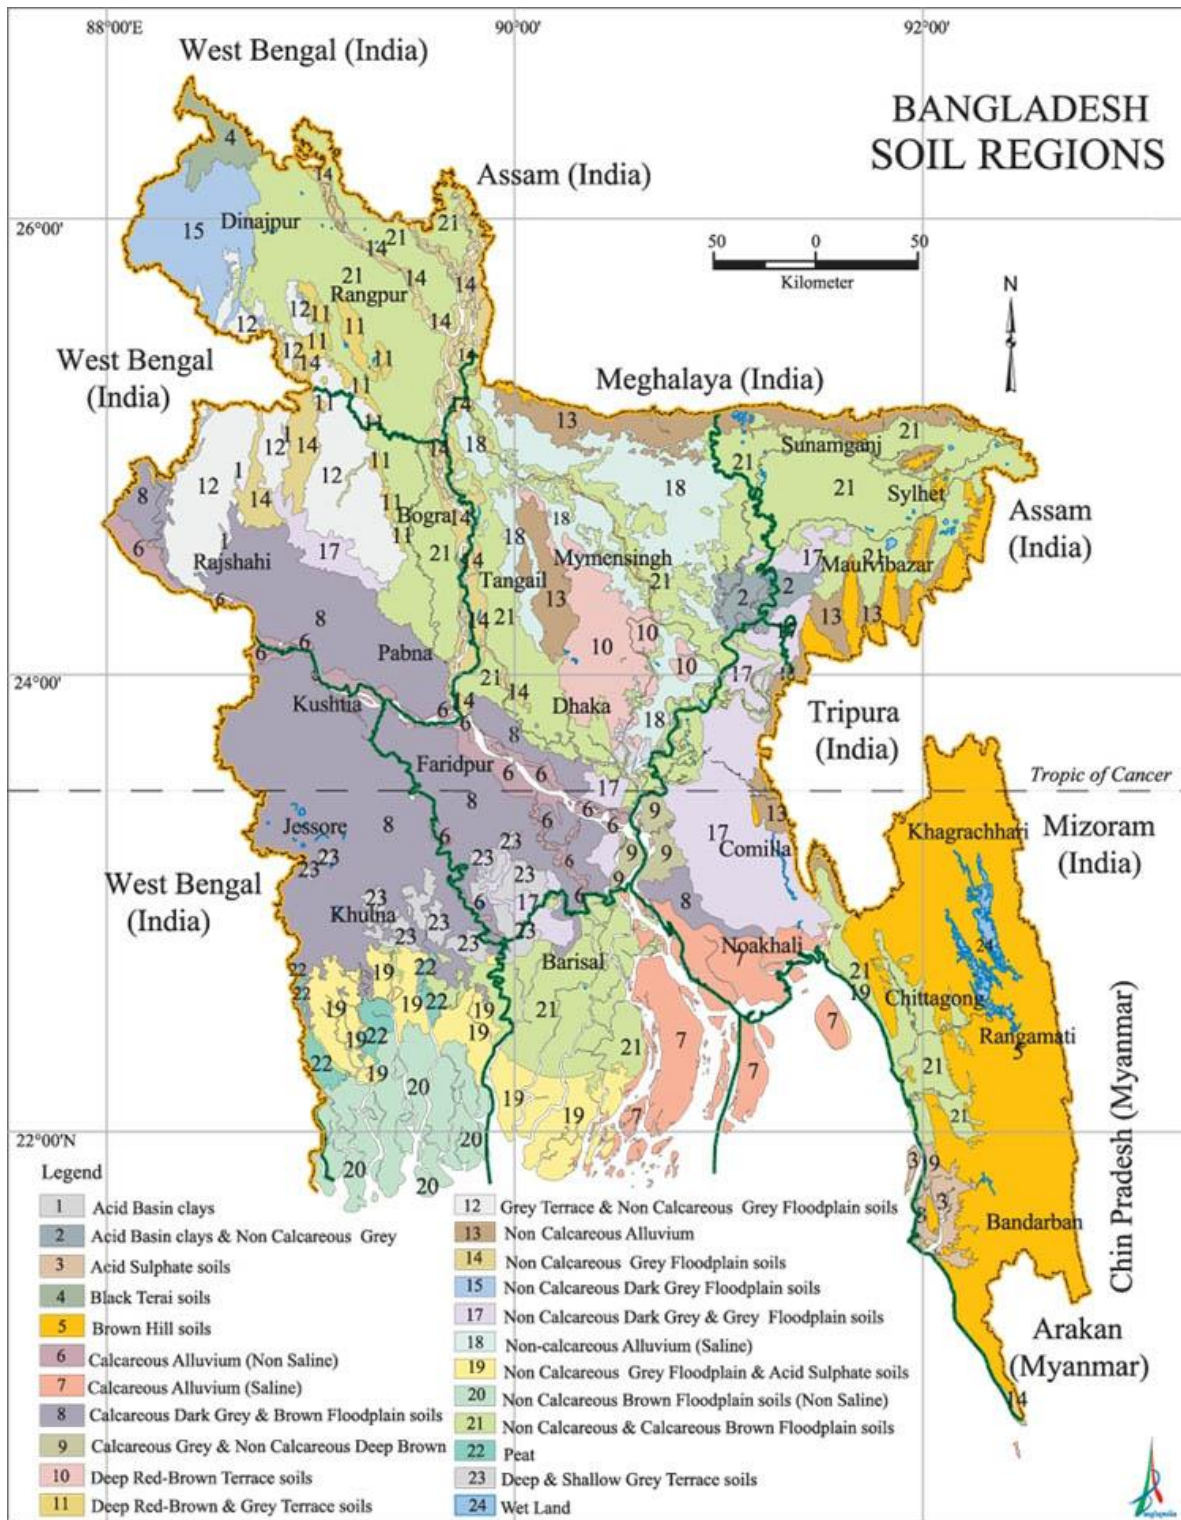 88°00'E
90°00'
92°00'
West Bengal (India)
BANGLADESH
SOIL REGIONS
Assam (India)
26°00'
50 0 50
Kilometer
N
West Bengal
(India)
Meghalaya (India)
Assam
(India)
24°00'
Tripura
(India)
Tropic of Cancer
Mizoram
(India)
West Bengal
(India)
Chin Pradesh (Myanmar)
22°00'N
Arakan
(Myanmar)
Dinajpur
Rangpur
Sunamganj
Sylhet
Bogra
Rajshahi
Mymensingh
Maulvibazar
Tangail
Pabna
Kushtia
Dhaka
Faridpur
Jessore
Comilla
Khagrachhari
Khulna
Noakhali
Barisal
Chittagong
Rangamati
Bandarban
Legend
1 Acid Basin clays
2 Acid Basin clays & Non Calcareous Grey
3 Acid Sulphate soils
4 Black Terai soils
5 Brown Hill soils
6 Calcareous Alluvium (Non Saline)
7 Calcareous Alluvium (Saline)
8 Calcareous Dark Grey & Brown Floodplain soils
9 Calcareous Grey & Non Calcareous Deep Brown
10 Deep Red-Brown Terrace soils
11 Deep Red-Brown & Grey Terrace soils
12 Grey Terrace & Non Calcareous Grey Floodplain soils
13 Non Calcareous Alluvium
14 Non Calcareous Grey Floodplain soils
15 Non Calcareous Dark Grey Floodplain soils
17 Non Calcareous Dark Grey & Grey Floodplain soils
18 Non-calcareous Alluvium (Saline)
19 Non Calcareous Grey Floodplain & Acid Sulphate soils
20 Non Calcareous Brown Floodplain soils (Non Saline)
21 Non Calcareous & Calcareous Brown Floodplain soils
22 Peat
23 Deep & Shallow Grey Terrace soils
24 Wet Land